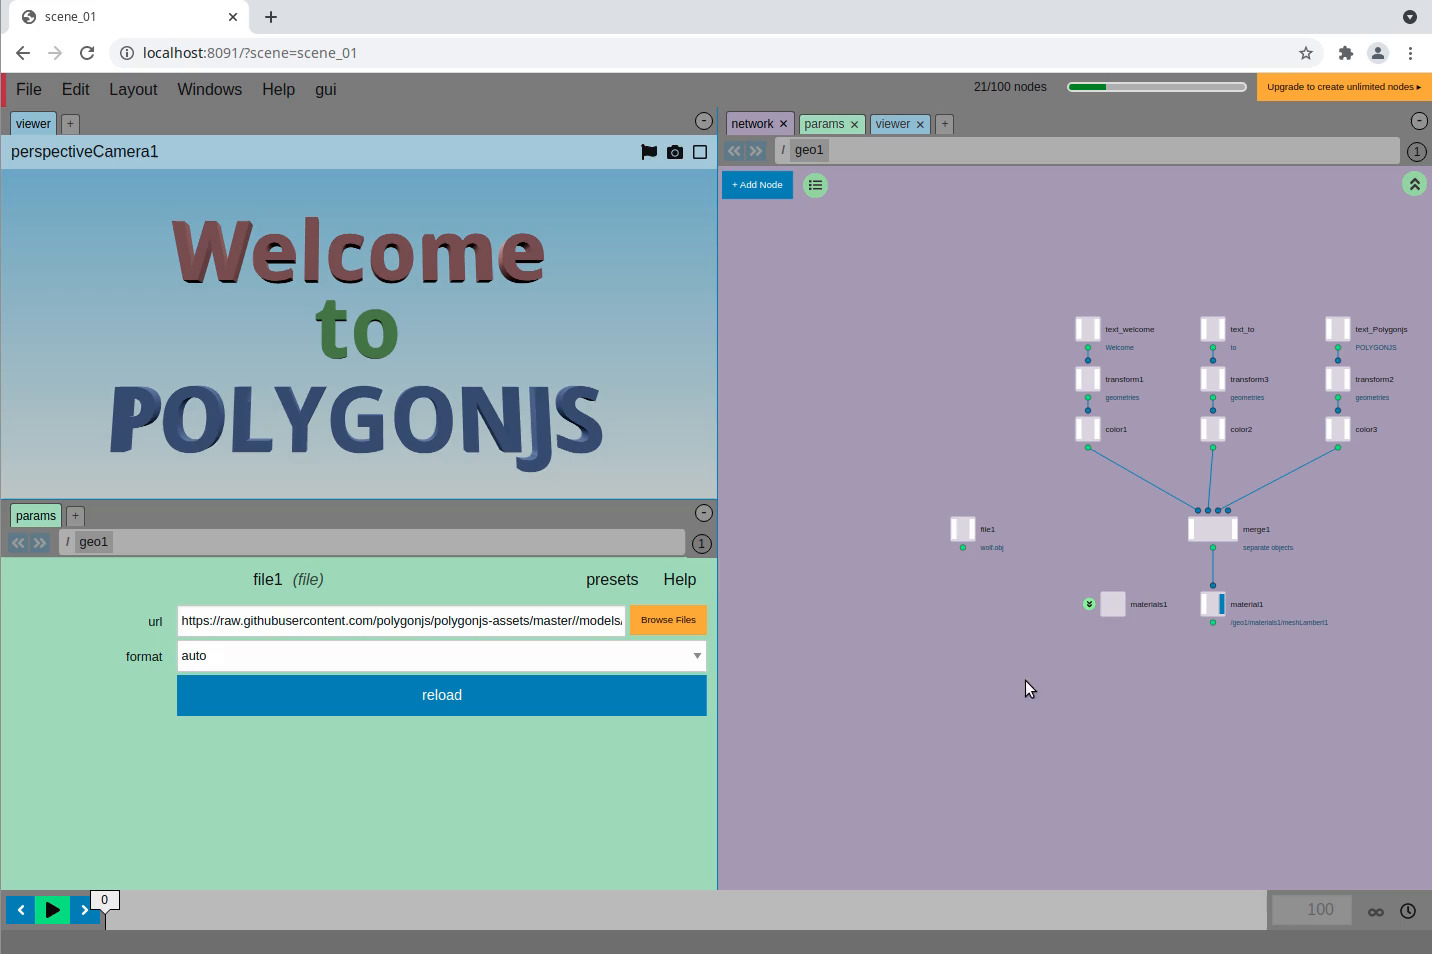 scene_01
localhost:8091/?scene=scene_01
File Edit Layout Windows Help gui
21/100 nodes
Upgrade to create unlimited nodes ▸
viewer +
perspectiveCamera1
Welcome
to
POLYGONJS
params +
/ geo1
1
file1 (file) presets Help
url https://raw.githubusercontent.com/polygonjs/polygonjs-assets/master//models/ Browse Files
format auto
reload
network params viewer +
/ geo1
1
+ Add Node
text_welcome text_to text_Polygonjs
Welcome to POLYGONJS
transform1 transform3 transform2
geometries geometries geometries
color1 color2 color3
file1 merge1
wolf.obj separate objects
materials1 material1
/geo1/materials1/meshLambert1
0
100